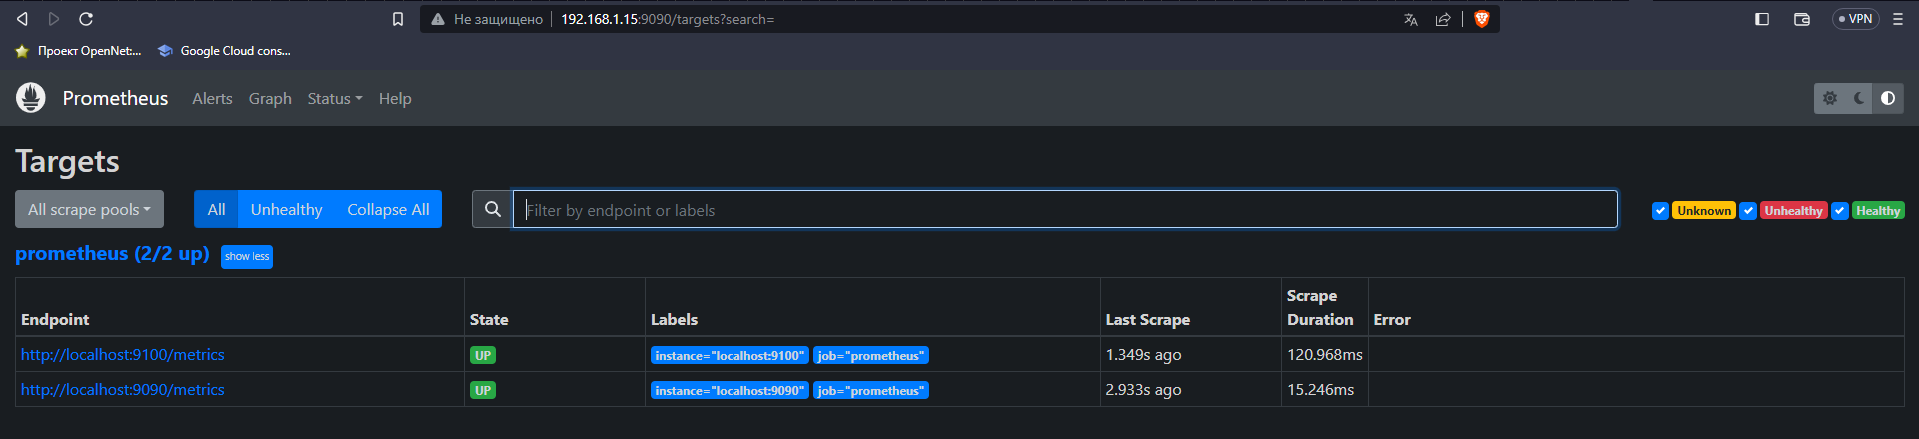 Не защищено 192.168.1.15:9090/targets?search=
VPN
Проект OpenNet:... Google Cloud cons...
Prometheus Alerts Graph Status Help
Targets
All scrape pools All Unhealthy Collapse All Filter by endpoint or labels Unknown Unhealthy Healthy
prometheus (2/2 up) show less
Endpoint State Labels Last Scrape Scrape Duration Error
http://localhost:9100/metrics UP instance="localhost:9100" job="prometheus" 1.349s ago 120.968ms
http://localhost:9090/metrics UP instance="localhost:9090" job="prometheus" 2.933s ago 15.246ms